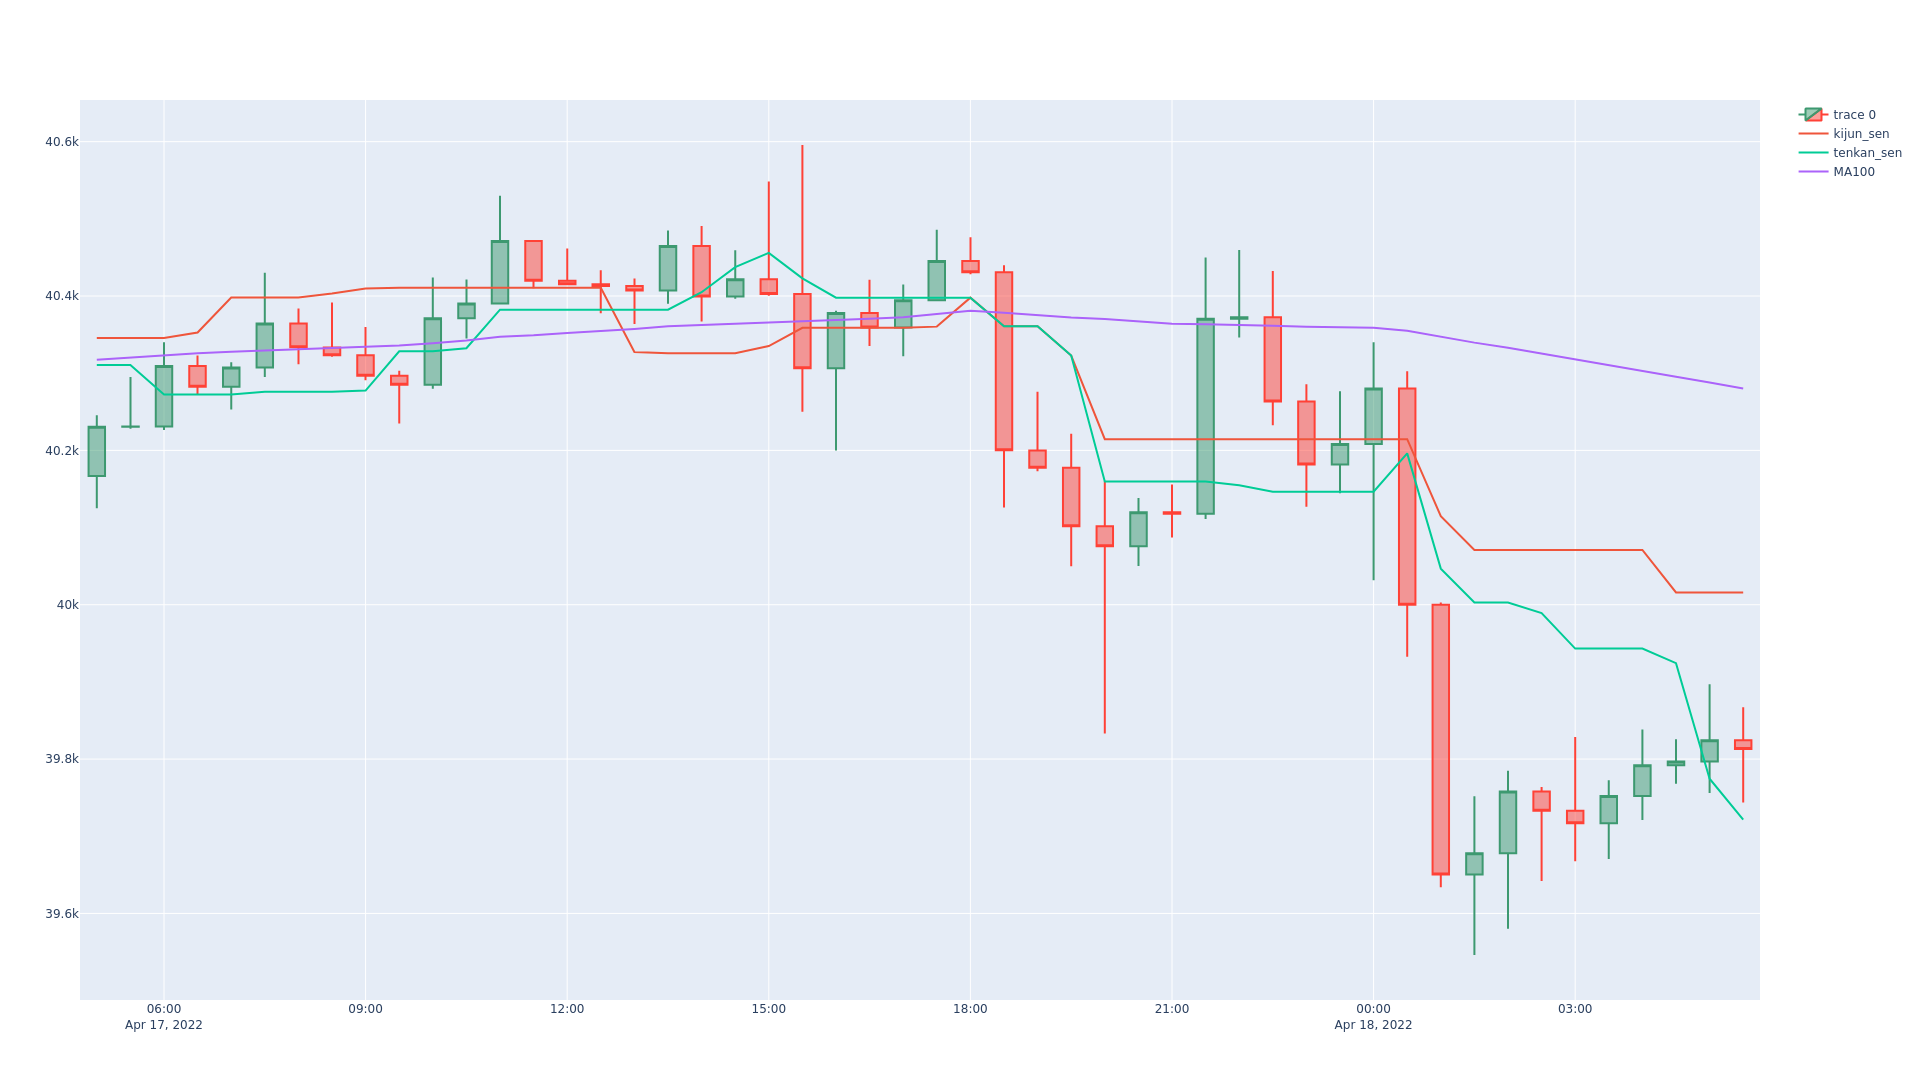 trace 0
kijun_sen
tenkan_sen
MA100
40.6k
40.4k
40.2k
40k
39.8k
39.6k
06:00 09:00 12:00 15:00 18:00 21:00 00:00 03:00
Apr 17, 2022 Apr 18, 2022